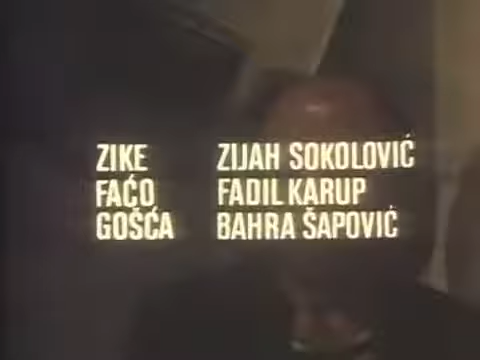 ZIKE ZIJAH SOKOLOVIĆ
FAĆO FADIL KARUP
GOŠĆA BAHRA ŠAPOVIĆ